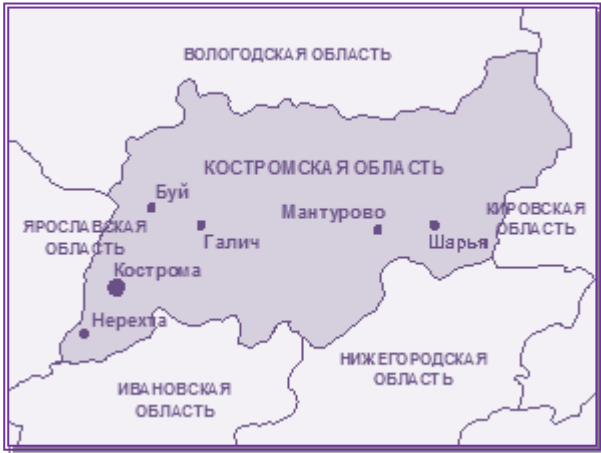 ВОЛОГОДСКАЯ ОБЛАСТЬ
КОСТРОМСКАЯ ОБЛАСТЬ
Буй
Мантурово
КИРОВСКАЯ
ОБЛАСТЬ
ЯРОСЛАВСКАЯ
ОБЛАСТЬ
Галич
Шарья
Кострома
Нерехта
НИЖЕГОРОДСКАЯ
ОБЛАСТЬ
ИВАНОВСКАЯ
ОБЛАСТЬ